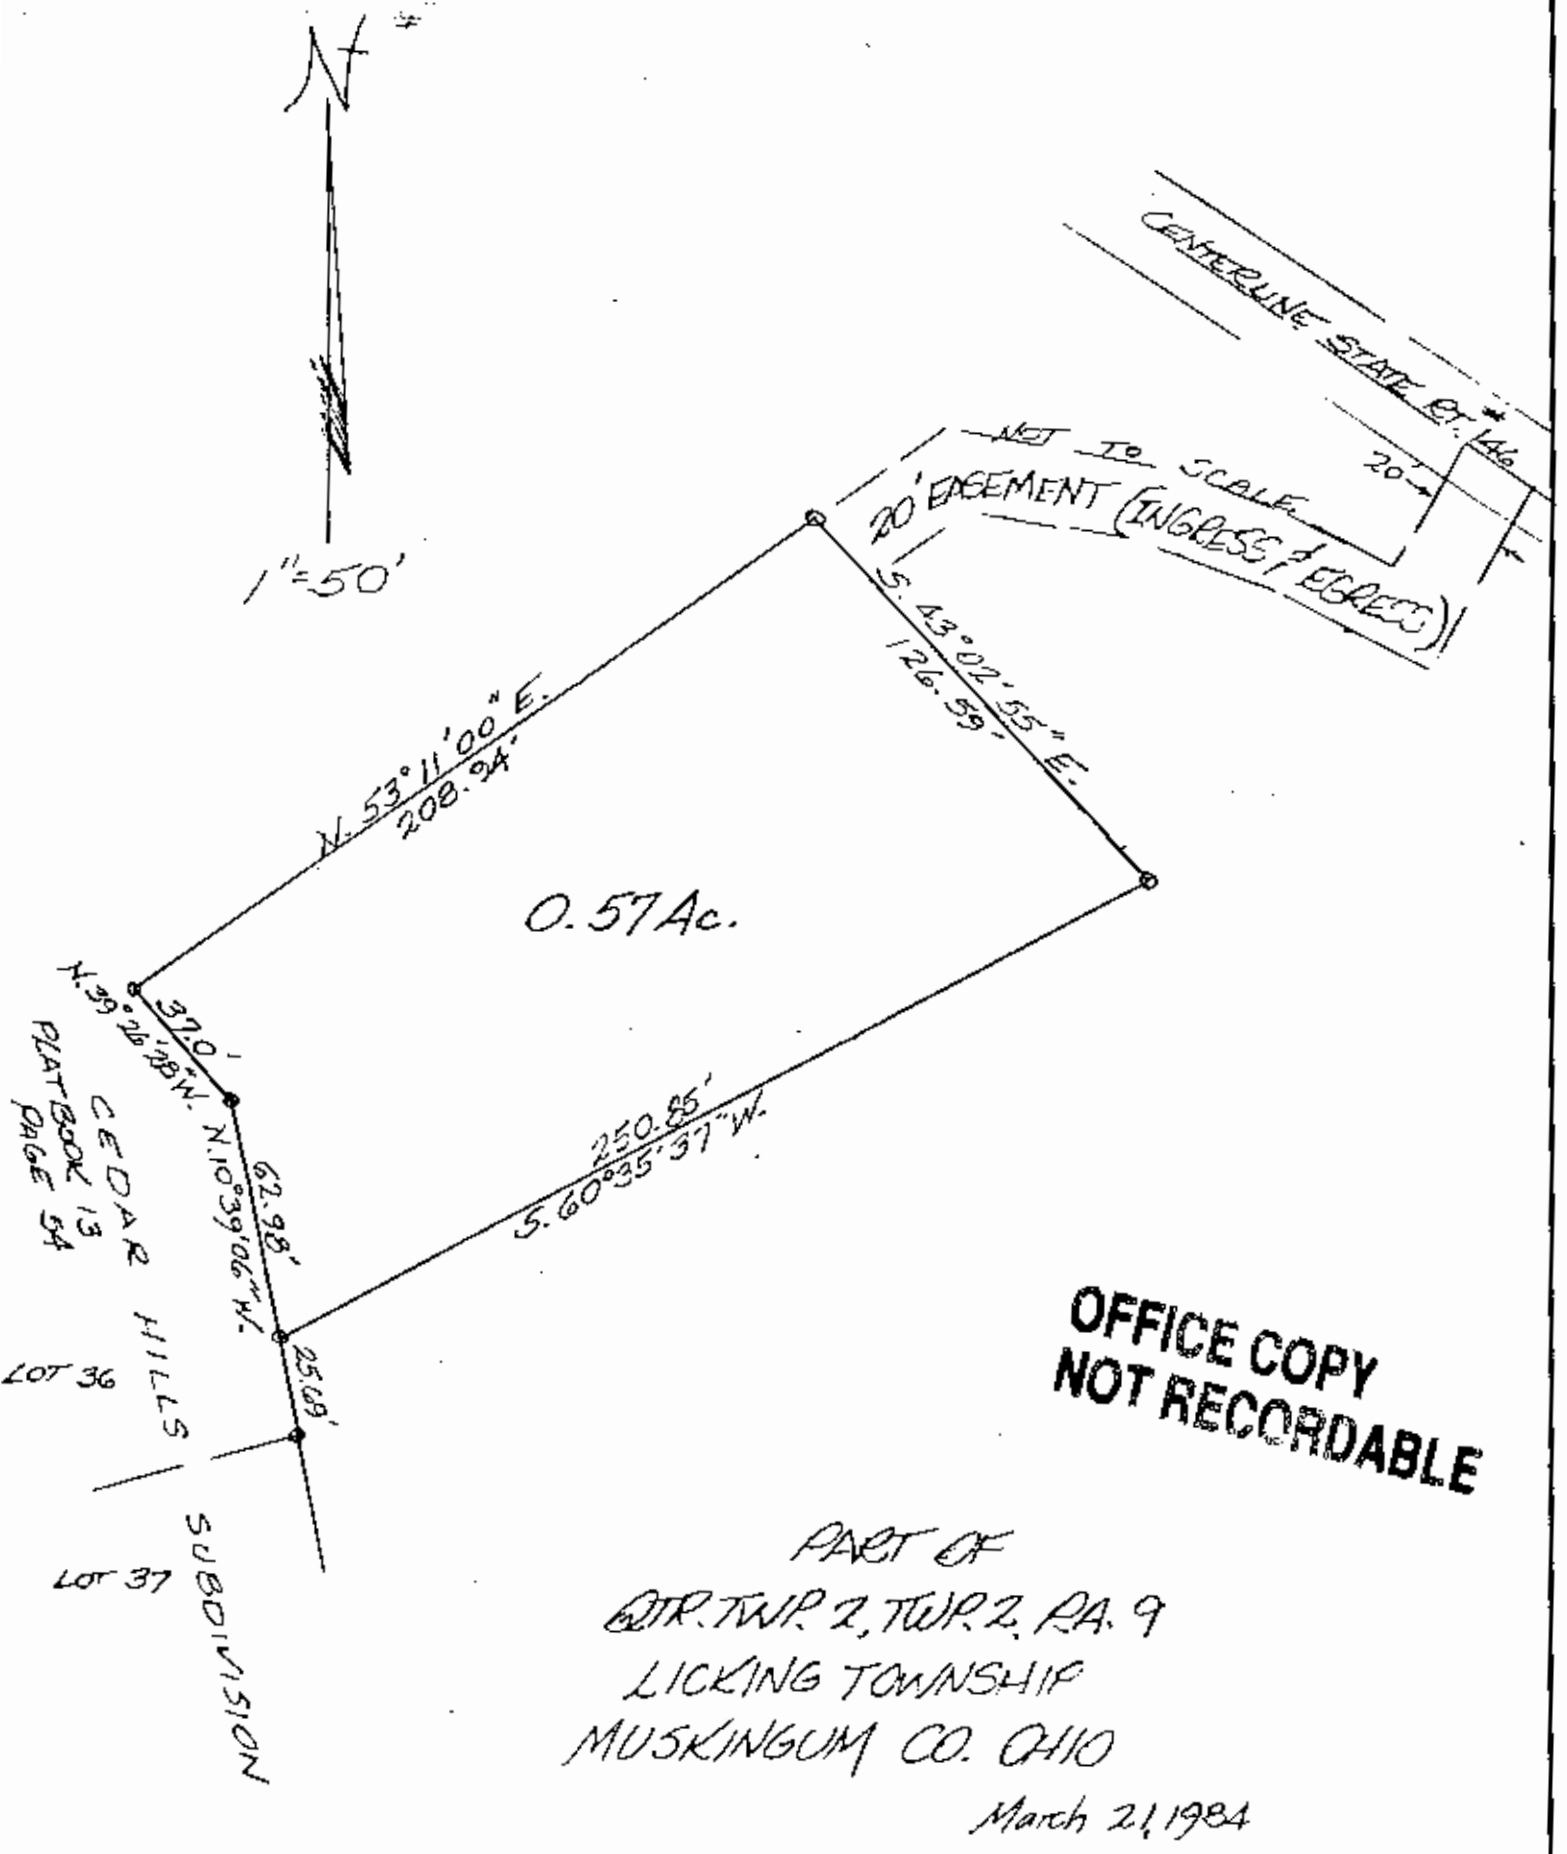 N
1"=50'
CENTERLINE STATE RT. #146
20'
NOT TO SCALE
20' EASEMENT (INGRESS & EGRESS)
S. 43°02'55" E.
126.59'
N. 53°11'00" E.
208.94'
0.57 Ac.
37.0'
N. 39°26'28" W.
62.98'
N. 10°39'06" W.
250.85'
S. 60°35'37" W.
25.69'
CEDAR HILLS SUBDIVISION
PLAT BOOK 13
PAGE 54
LOT 36
LOT 37
OFFICE COPY
NOT RECORDABLE
PART OF
QTR. TWP. 2, TWP. 2, RA. 9
LICKING TOWNSHIP
MUSKINGUM CO. OHIO
March 21, 1984